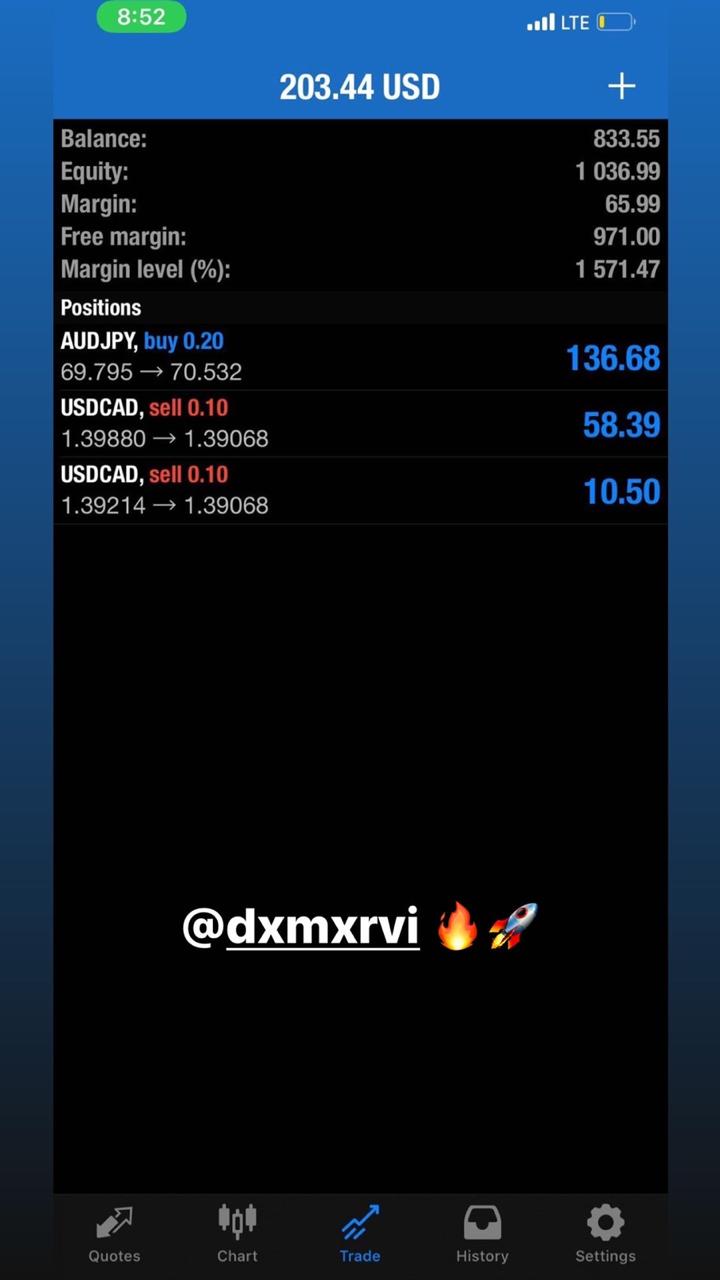 8:52 LTE
203.44 USD +
Balance: 833.55
Equity: 1 036.99
Margin: 65.99
Free margin: 971.00
Margin level (%): 1 571.47
Positions
AUDJPY, buy 0.20 136.68
69.795 → 70.532
USDCAD, sell 0.10 58.39
1.39880 → 1.39068
USDCAD, sell 0.10 10.50
1.39214 → 1.39068
@dxmxrvi 🔥🚀
Quotes Chart Trade History Settings